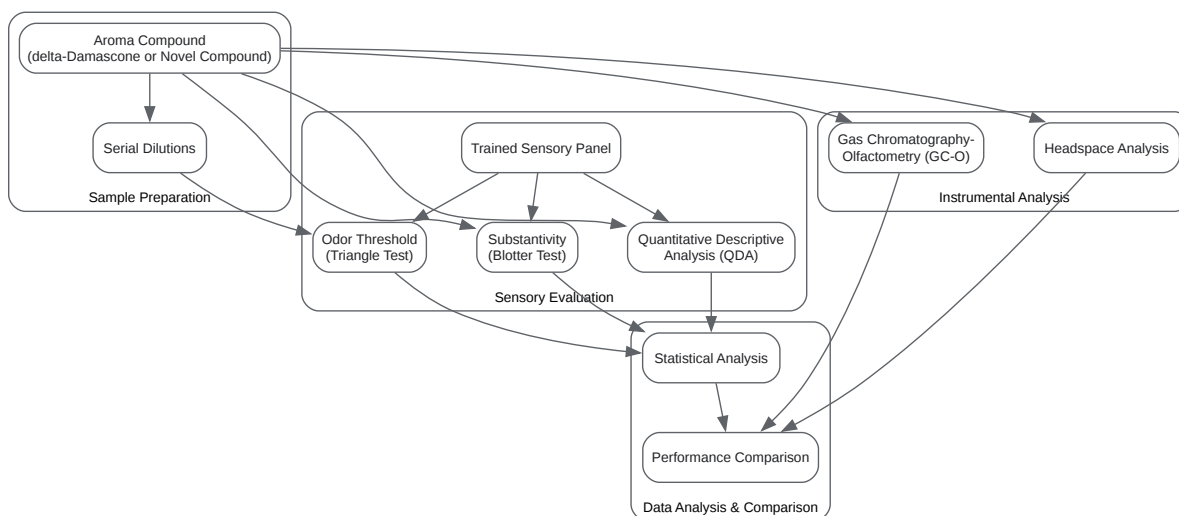 Aroma Compound
(delta-Damascone or Novel Compound)
Serial Dilutions
Sample Preparation
Trained Sensory Panel
Odor Threshold
(Triangle Test)
Substantivity
(Blotter Test)
Quantitative Descriptive
Analysis (QDA)
Sensory Evaluation
Gas Chromatography-
Olfactometry (GC-O)
Headspace Analysis
Instrumental Analysis
Statistical Analysis
Performance Comparison
Data Analysis & Comparison